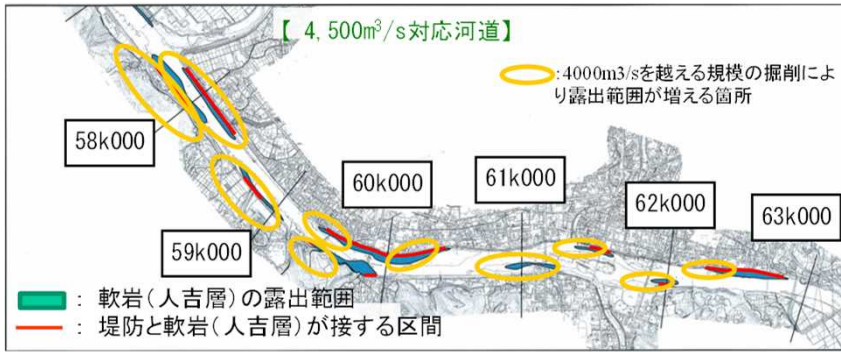 【 4,500m³/s対応河道】
:4000m3/sを越える規模の掘削によ
り露出範囲が増える箇所
58k000
59k000
60k000
61k000
62k000
63k000
: 軟岩(人吉層)の露出範囲
: 堤防と軟岩(人吉層)が接する区間